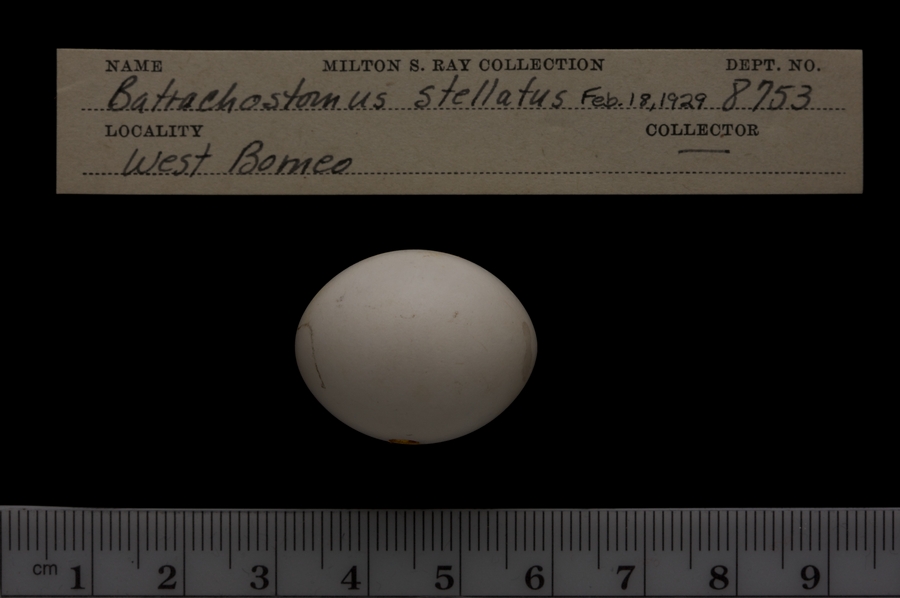 NAME MILTON S. RAY COLLECTION DEPT. NO.
Battachostomus stellatus Feb.18,1929 8753
LOCALITY COLLECTOR
West Borneo
cm 1 2 3 4 5 6 7 8 9